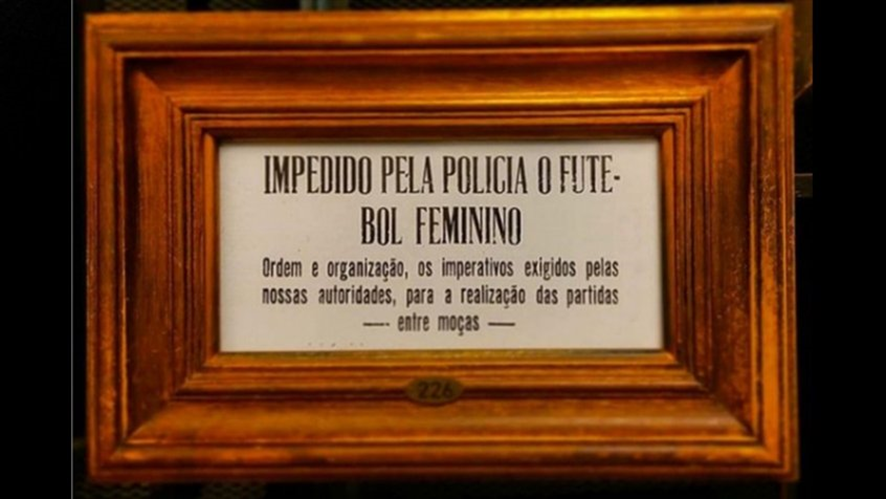 IMPEDIDO PELA POLICIA O FUTE-
BOL FEMININO
Ordem e organização, os imperativos exigidos pelas
nossas autoridades, para a realização das partidas
— entre moças —
226